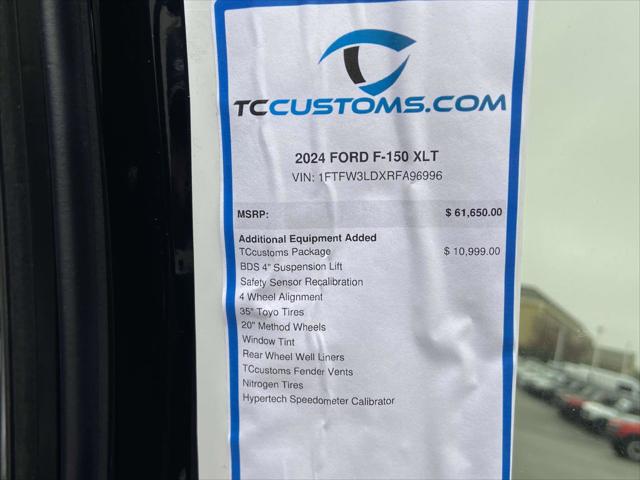 TCCUSTOMS.COM
2024 FORD F-150 XLT
VIN: 1FTFW3LDXRFA96996
MSRP: $ 61,650.00
Additional Equipment Added
TCcustoms Package $ 10,999.00
BDS 4" Suspension Lift
Safety Sensor Recalibration
4 Wheel Alignment
35" Toyo Tires
20" Method Wheels
Window Tint
Rear Wheel Well Liners
TCcustoms Fender Vents
Nitrogen Tires
Hypertech Speedometer Calibrator